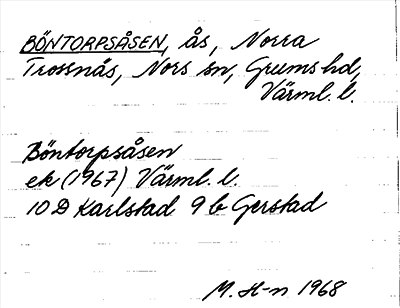 BÖNTORPSÅSEN, ås, Norra
Trossnäs, Nors sn, Grums hd,
Värml. l.
Böntorpsåsen
ek (1967) Värml. l.
10 D Karlstad 9 b Gerstad
M. H-n 1968